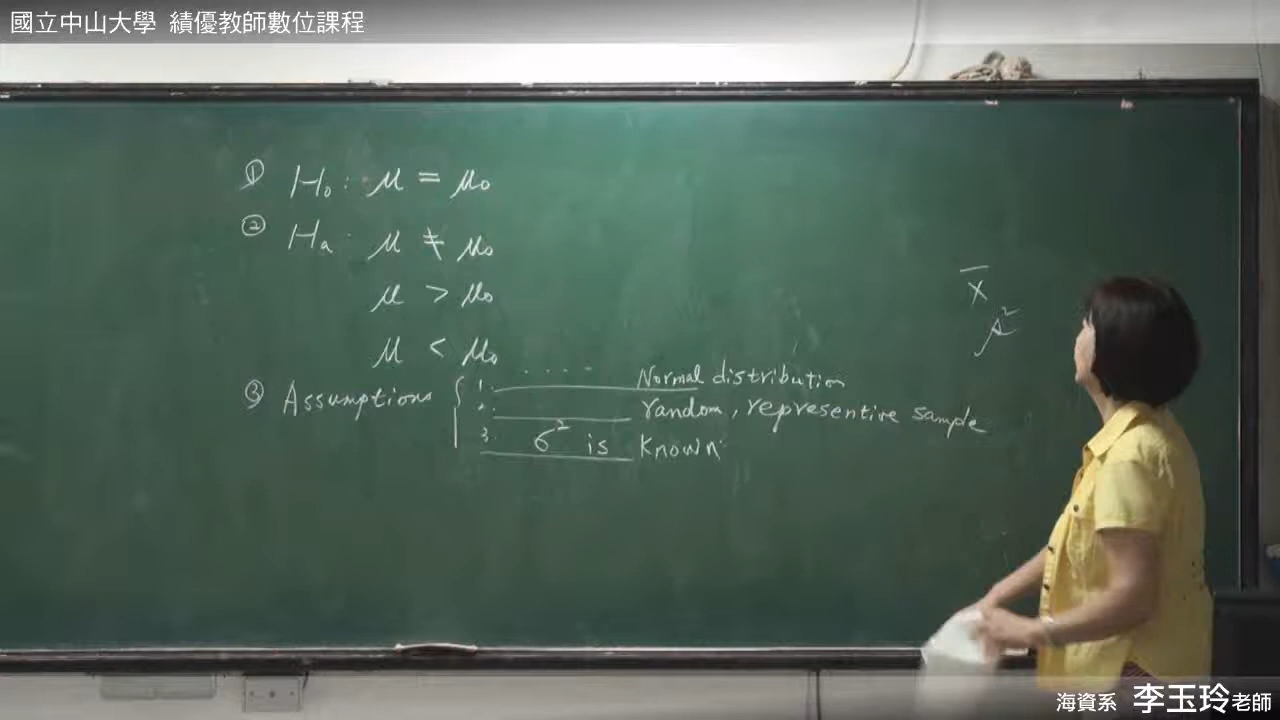 國立中山大學 績優教師數位課程
① H₀: μ = μ₀
② Hₐ: μ ≠ μ₀
μ > μ₀
μ < μ₀
③ Assumptions { 1. .... Normal distribution
2. random, representive sample
3. σ² is known
x̄
s²
海資系 李玉玲老師